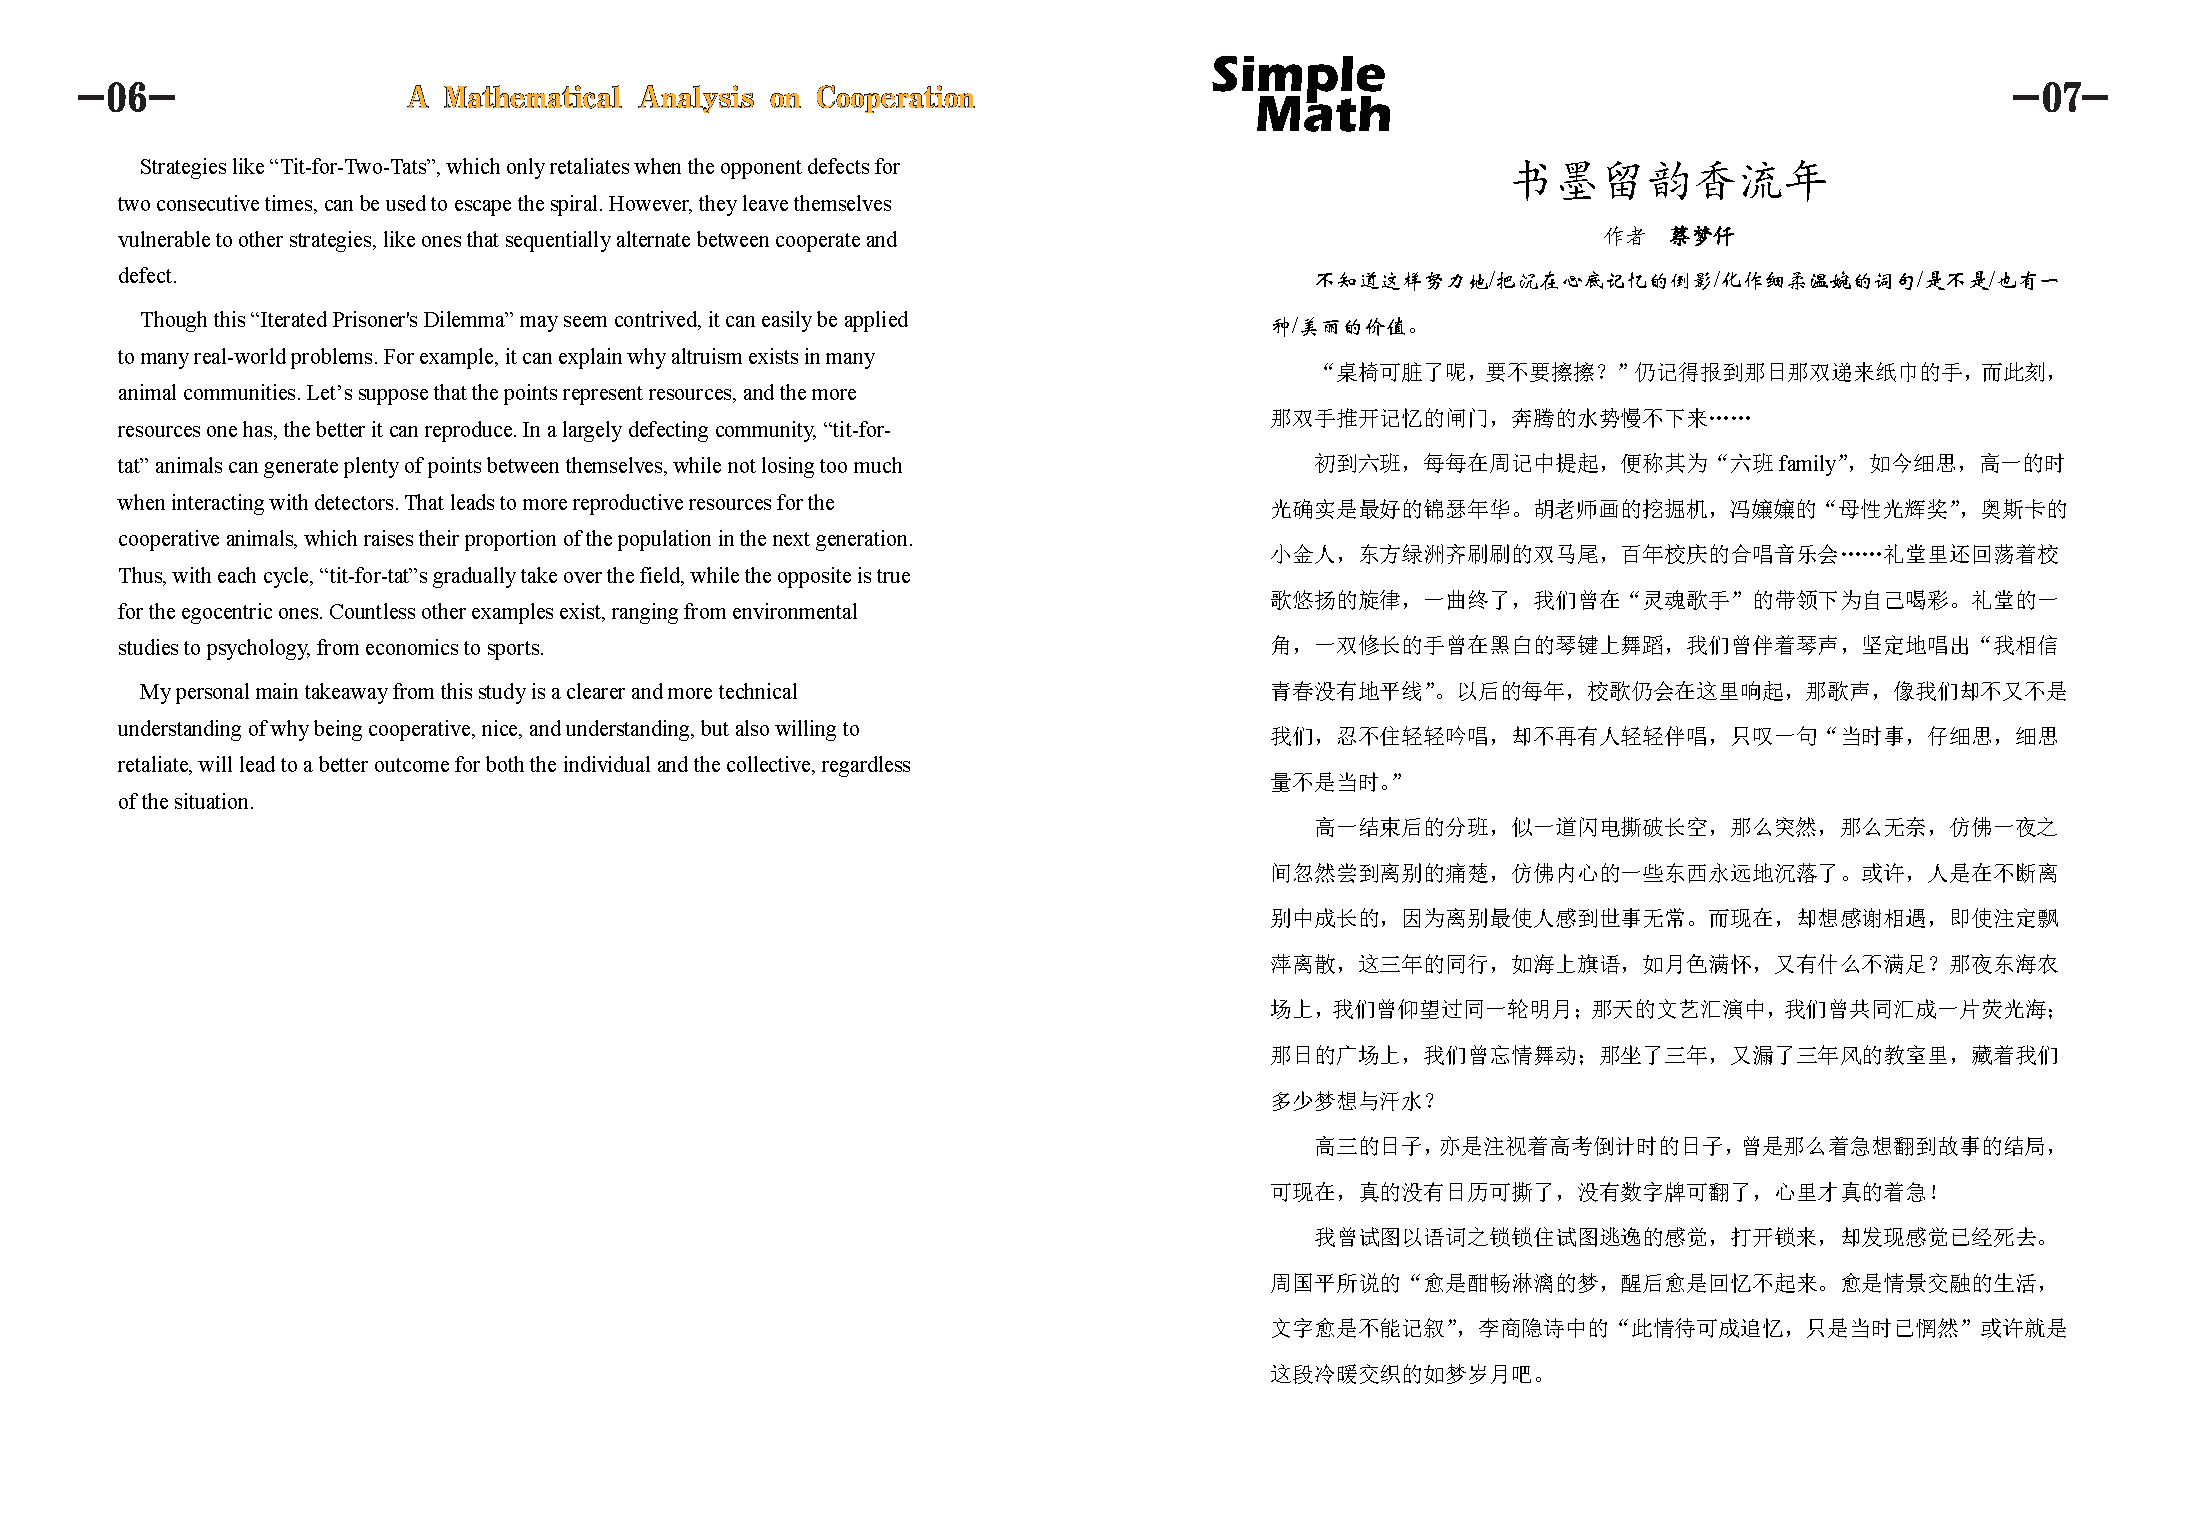 —06—
A Mathematical Analysis on Cooperation
Strategies like “Tit-for-Two-Tats”, which only retaliates when the opponent defects for
two consecutive times, can be used to escape the spiral. However, they leave themselves
vulnerable to other strategies, like ones that sequentially alternate between cooperate and
defect.
Though this “Iterated Prisoner's Dilemma” may seem contrived, it can easily be applied
to many real-world problems. For example, it can explain why altruism exists in many
animal communities. Let’s suppose that the points represent resources, and the more
resources one has, the better it can reproduce. In a largely defecting community, “tit-for-
tat” animals can generate plenty of points between themselves, while not losing too much
when interacting with detectors. That leads to more reproductive resources for the
cooperative animals, which raises their proportion of the population in the next generation.
Thus, with each cycle, “tit-for-tat”s gradually take over the field, while the opposite is true
for the egocentric ones. Countless other examples exist, ranging from environmental
studies to psychology, from economics to sports.
My personal main takeaway from this study is a clearer and more technical
understanding of why being cooperative, nice, and understanding, but also willing to
retaliate, will lead to a better outcome for both the individual and the collective, regardless
of the situation.
Simple
Math
—07—
书墨留韵香流年
作者 蔡梦仟
不知道这样努力地/把沉在心底记忆的倒影/化作细柔温婉的词句/是不是/也有一
种/美丽的价值。
“桌椅可脏了呢，要不要擦擦？”仍记得报到那日那双递来纸巾的手，而此刻，
那双手推开记忆的闸门，奔腾的水势慢不下来……
初到六班，每每在周记中提起，便称其为“六班 family”，如今细思，高一的时
光确实是最好的锦瑟年华。胡老师画的挖掘机，冯嬢嬢的“母性光辉奖”，奥斯卡的
小金人，东方绿洲齐刷刷的双马尾，百年校庆的合唱音乐会……礼堂里还回荡着校
歌悠扬的旋律，一曲终了，我们曾在“灵魂歌手”的带领下为自己喝彩。礼堂的一
角，一双修长的手曾在黑白的琴键上舞蹈，我们曾伴着琴声，坚定地唱出“我相信
青春没有地平线”。以后的每年，校歌仍会在这里响起，那歌声，像我们却不又不是
我们，忍不住轻轻吟唱，却不再有人轻轻伴唱，只叹一句“当时事，仔细思，细思
量不是当时。”
高一结束后的分班，似一道闪电撕破长空，那么突然，那么无奈，仿佛一夜之
间忽然尝到离别的痛楚，仿佛内心的一些东西永远地沉落了。或许，人是在不断离
别中成长的，因为离别最使人感到世事无常。而现在，却想感谢相遇，即使注定飘
萍离散，这三年的同行，如海上旗语，如月色满怀，又有什么不满足？那夜东海农
场上，我们曾仰望过同一轮明月；那天的文艺汇演中，我们曾共同汇成一片荧光海；
那日的广场上，我们曾忘情舞动；那坐了三年，又漏了三年风的教室里，藏着我们
多少梦想与汗水？
高三的日子，亦是注视着高考倒计时的日子，曾是那么着急想翻到故事的结局，
可现在，真的没有日历可撕了，没有数字牌可翻了，心里才真的着急！
我曾试图以语词之锁锁住试图逃逸的感觉，打开锁来，却发现感觉已经死去。
周国平所说的“愈是酣畅淋漓的梦，醒后愈是回忆不起来。愈是情景交融的生活，
文字愈是不能记叙”，李商隐诗中的“此情待可成追忆，只是当时已惘然”或许就是
这段冷暖交织的如梦岁月吧。